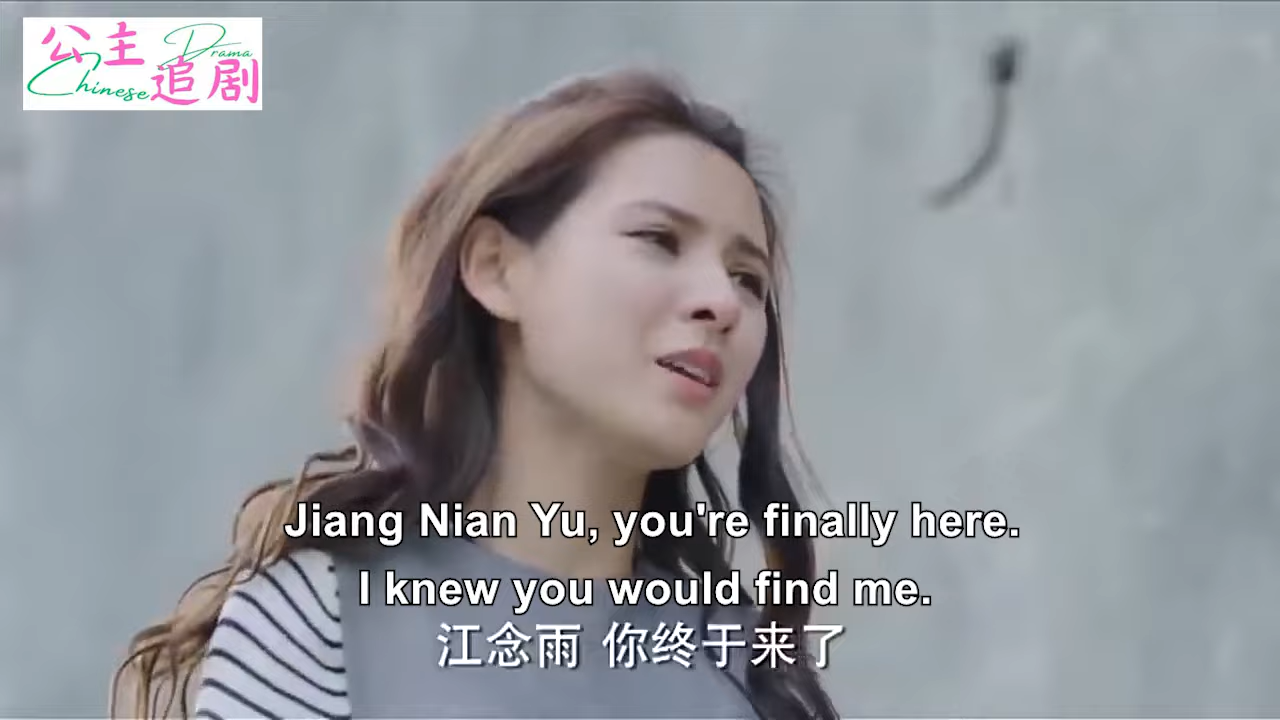 公主 Drama
Chinese 追剧
Jiang Nian Yu, you're finally here.
I knew you would find me.
江念雨 你终于来了